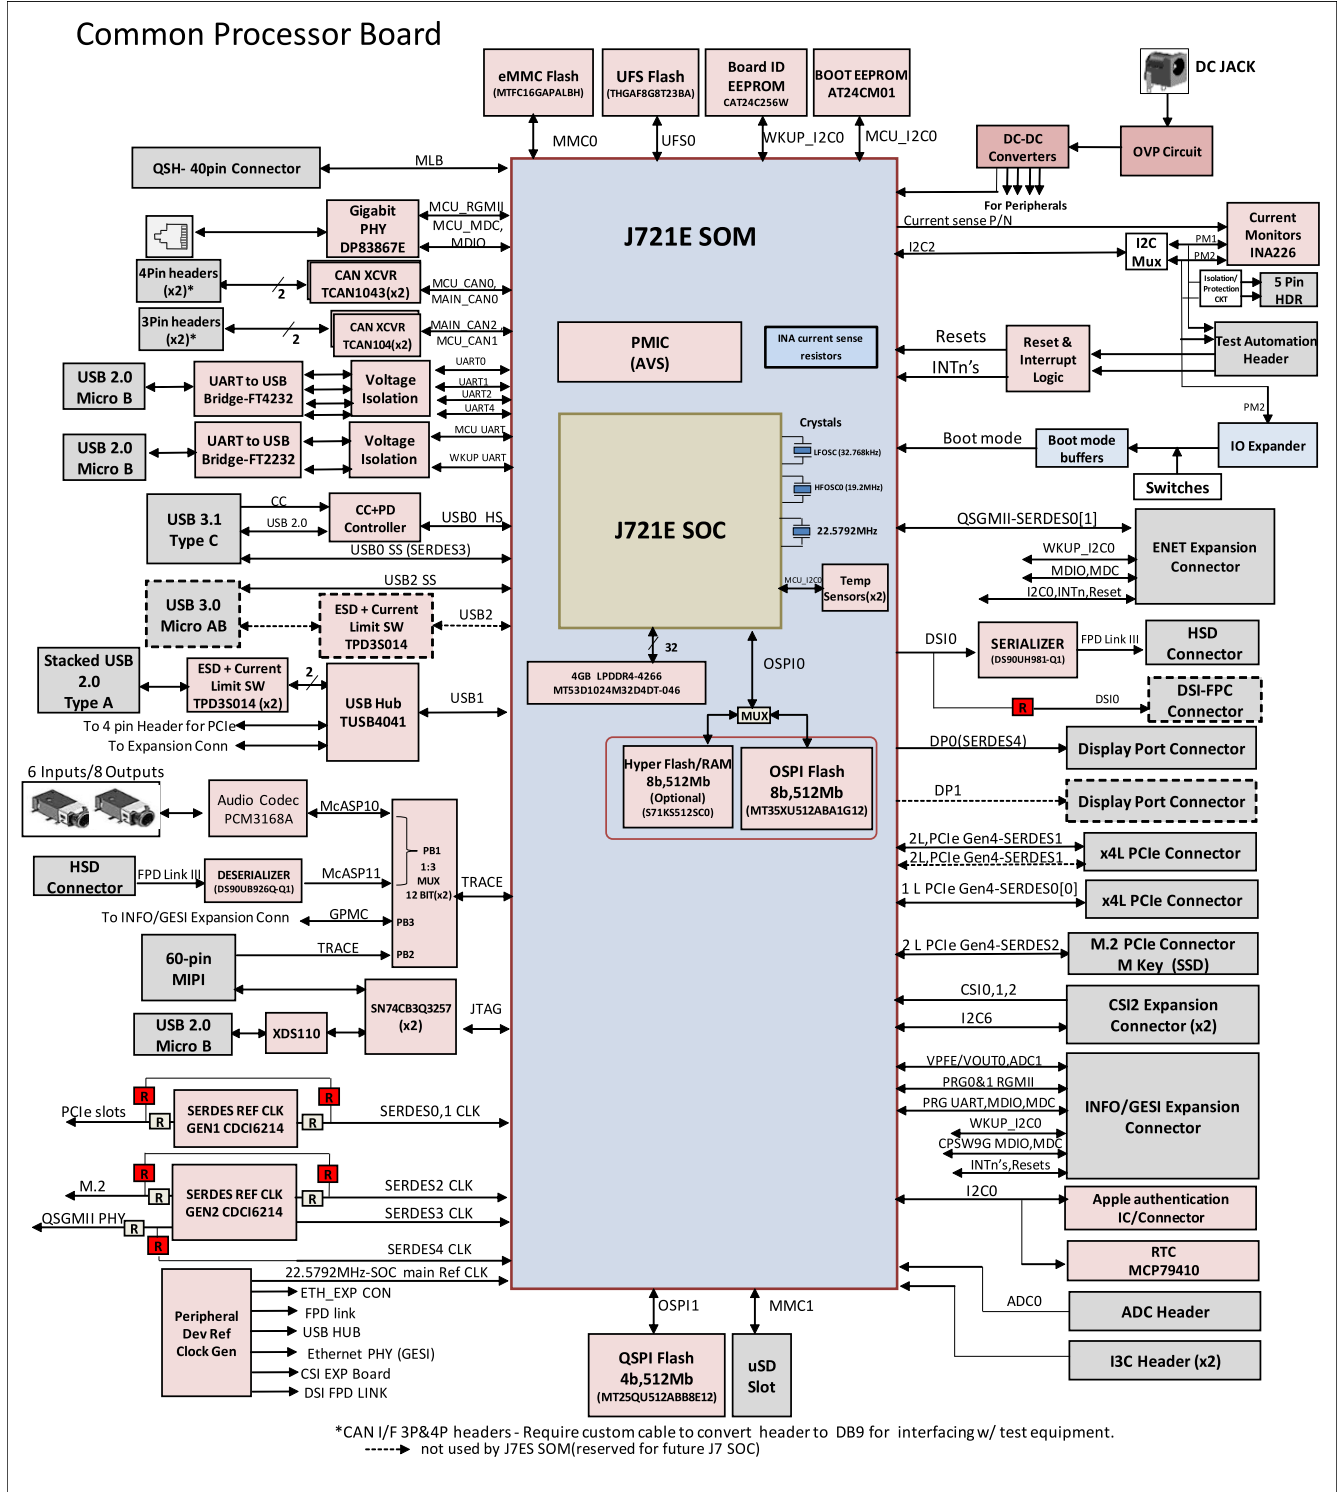 Common Processor Board
eMMC Flash
(MTFC16GAPALBH)
UFS Flash
(THGAF8G8T23BA)
Board ID
EEPROM
CAT24C256W
BOOT EEPROM
AT24CM01
DC JACK
MMC0
UFS0
WKUP_I2C0
MCU_I2C0
DC-DC
Converters
OVP Circuit
For Peripherals
QSH- 40pin Connector
MLB
Gigabit
PHY
DP83867E
MCU_RGMII
MCU_MDC,
MDIO
4Pin headers
(x2)*
2
CAN XCVR
TCAN1043(x2)
MCU_CAN0,
MAIN_CAN0
3Pin headers
(x2)*
2
CAN XCVR
TCAN104(x2)
MAIN_CAN2,
MCU_CAN1
USB 2.0
Micro B
UART to USB
Bridge-FT4232
Voltage
Isolation
UART0
UART1
UART2
UART4
USB 2.0
Micro B
UART to USB
Bridge-FT2232
Voltage
Isolation
MCU UART
WKUP UART
USB 3.1
Type C
CC
USB 2.0
CC+PD
Controller
USB0 HS
USB0 SS (SERDES3)
USB2 SS
USB 3.0
Micro AB
ESD + Current
Limit SW
TPD3S014
USB2
Stacked USB
2.0
Type A
ESD + Current
Limit SW
TPD3S014 (x2)
2
USB Hub
TUSB4041
USB1
To 4 pin Header for PCIe
To Expansion Conn
6 Inputs/8 Outputs
Audio Codec
PCM3168A
McASP10
HSD
Connector
FPD Link III
DESERIALIZER
(DS90UB926Q-Q1)
McASP11
PB1
1:3
MUX
12 BIT(x2)
PB3
PB2
TRACE
To INFO/GESI Expansion Conn
GPMC
60-pin
MIPI
TRACE
SN74CB3Q3257
(x2)
JTAG
USB 2.0
Micro B
XDS110
R
R
PCIe slots
R
SERDES REF CLK
GEN1 CDCI6214
R
SERDES0,1 CLK
R
R
M.2
R
SERDES REF CLK
GEN2 CDCI6214
R
SERDES2 CLK
QSGMII PHY
R
R
SERDES3 CLK
SERDES4 CLK
Peripheral
Dev Ref
Clock Gen
22.5792MHz-SOC main Ref CLK
ETH_EXP CON
FPD link
USB HUB
Ethernet PHY (GESI)
CSI EXP Board
DSI FPD LINK
J721E SOM
PMIC
(AVS)
INA current sense
resistors
J721E SOC
Crystals
LFOSC (32.768kHz)
HFOSC0 (19.2MHz)
22.5792MHz
MCU_I2C0
Temp
Sensors(x2)
32
OSPI0
4GB LPDDR4-4266
MT53D1024M32D4DT-046
MUX
Hyper Flash/RAM
8b,512Mb
(Optional)
(S71KS512SC0)
OSPI Flash
8b,512Mb
(MT35XU512ABA1G12)
OSPI1
MMC1
QSPI Flash
4b,512Mb
(MT25QU512ABB8E12)
uSD
Slot
Current sense P/N
I2C2
I2C
Mux
PM1
PM2
Current
Monitors
INA226
Isolation/
Protection
CKT
5 Pin
HDR
Resets
INTn's
Reset &
Interrupt
Logic
Test Automation
Header
PM2
Boot mode
Boot mode
buffers
IO Expander
Switches
QSGMII-SERDES0[1]
WKUP_I2C0
MDIO,MDC
I2C0,INTn,Reset
ENET Expansion
Connector
DSI0
SERIALIZER
(DS90UH981-Q1)
FPD Link III
HSD
Connector
R
DSI0
DSI-FPC
Connector
DP0(SERDES4)
Display Port Connector
DP1
Display Port Connector
2L,PCIe Gen4-SERDES1
2L,PCIe Gen4-SERDES1
x4L PCIe Connector
1 L PCIe Gen4-SERDES0[0]
x4L PCIe Connector
2 L PCIe Gen4-SERDES2
M.2 PCIe Connector
M Key (SSD)
CSI0,1,2
I2C6
CSI2 Expansion
Connector (x2)
VPFE/VOUT0,ADC1
PRG0&1 RGMII
PRG UART,MDIO,MDC
WKUP_I2C0
CPSW9G MDIO,MDC
INTn's,Resets
INFO/GESI Expansion
Connector
I2C0
Apple authentication
IC/Connector
RTC
MCP79410
ADC0
ADC Header
I3C Header (x2)
*CAN I/F 3P&4P headers - Require custom cable to convert header to DB9 for interfacing w/ test equipment.
not used by J7ES SOM(reserved for future J7 SOC)